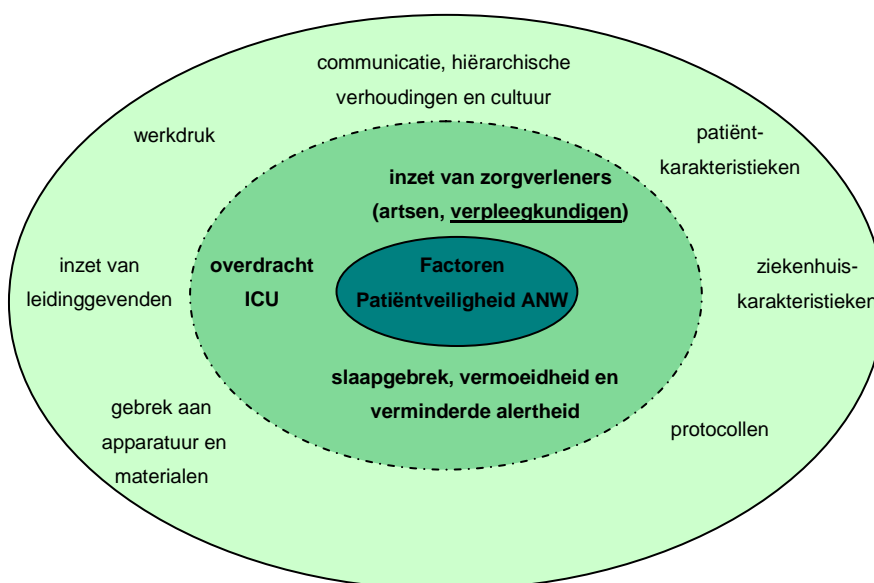 communicatie, hiërarchische
verhoudingen en cultuur
werkdruk
patiënt-
karakteristieken
inzet van zorgverleners
(artsen, verpleegkundigen)
inzet van
leidinggevenden
overdracht
ICU
Factoren
Patiëntveiligheid ANW
ziekenhuis-
karakteristieken
slaapgebrek, vermoeidheid en
verminderde alertheid
gebrek aan
apparatuur en
materialen
protocollen